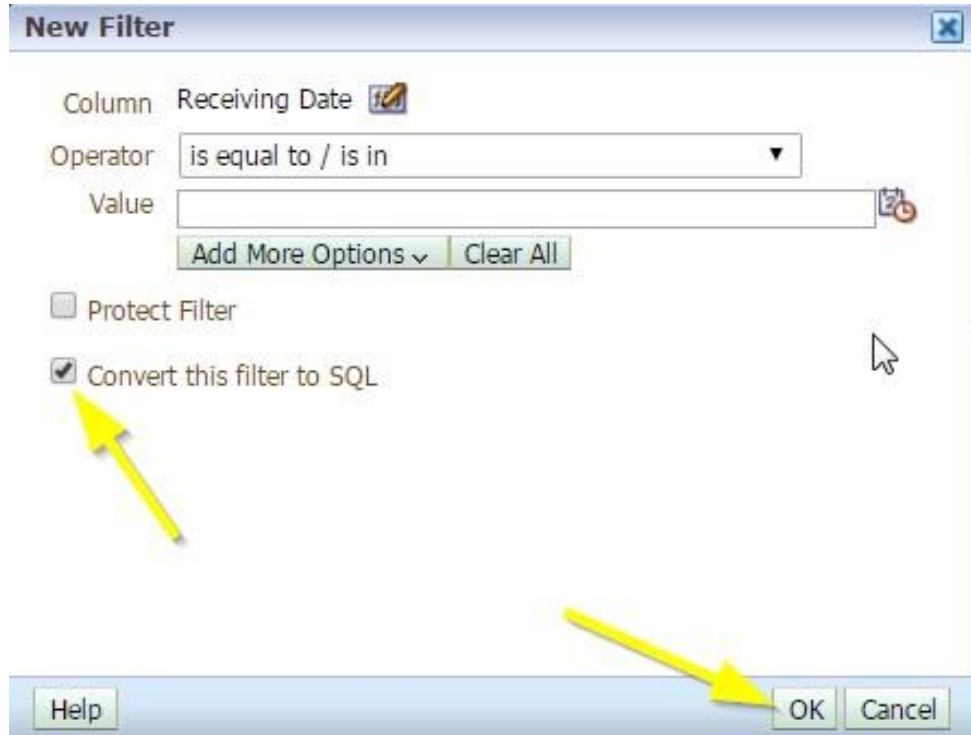 New Filter
Column Receiving Date
Operator is equal to / is in
Value
Add More Options Clear All
Protect Filter
Convert this filter to SQL
Help OK Cancel